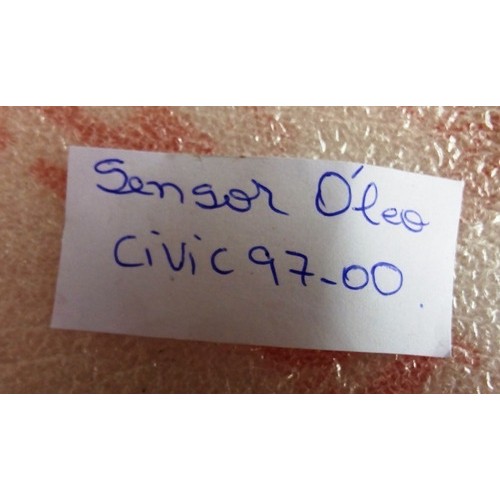 Sensor Óleo
Civic 97-00.